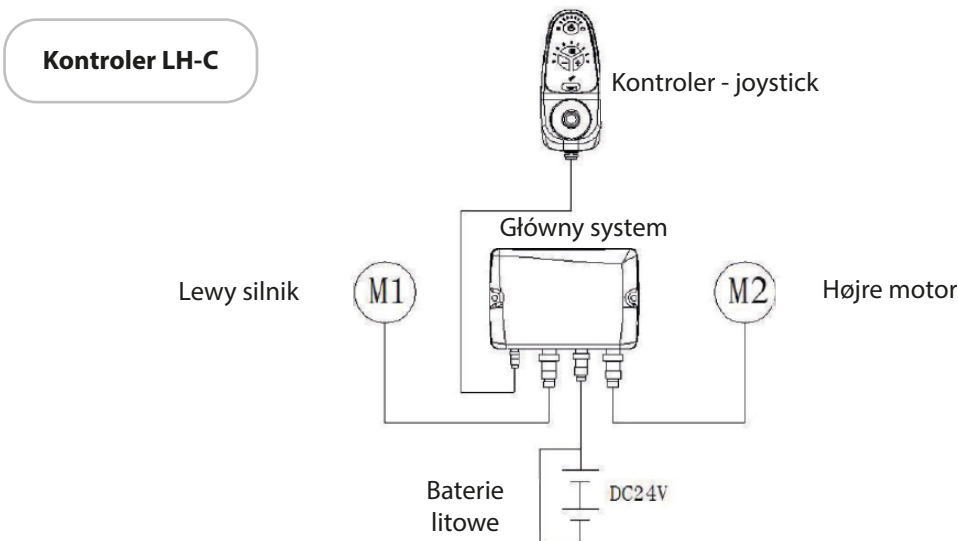 Kontroler LH-C
Kontroler - joystick
Główny system
Lewy silnik
M1
M2
Højre motor
Baterie
litowe
DC24V